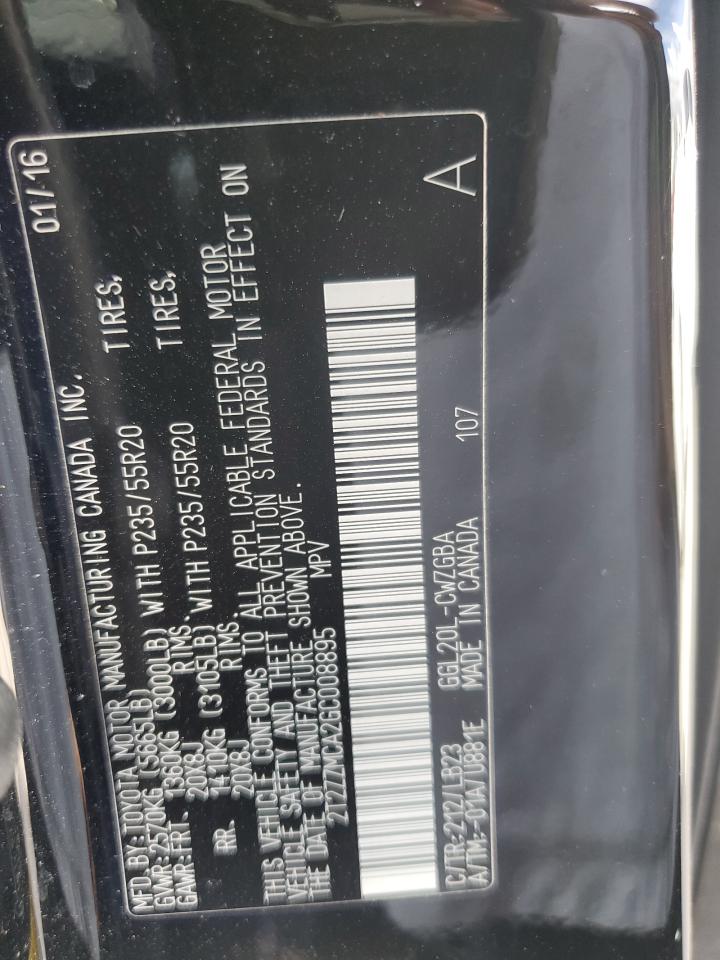 MFD.BY:TOYOTA MOTOR MANUFACTURING CANADA INC. 01/16
GVWR:2570KG (5665LB)
GAWR:FRT. 1360KG (3000LB) WITH P235/55R20 TIRES,
20X8J RIMS.
RR. 1410KG (3105LB) WITH P235/55R20 TIRES,
20X8J RIMS.
THIS VEHICLE CONFORMS TO ALL APPLICABLE FEDERAL MOTOR
VEHICLE SAFETY AND THEFT PREVENTION STANDARDS IN EFFECT ON
THE DATE OF MANUFACTURE SHOWN ABOVE.
2T2ZZMCA2GC008895 MPV
C/TR:212/LB23 GGL20L-CWZGBA
A/TM:-01A/U881E MADE IN CANADA 107 A